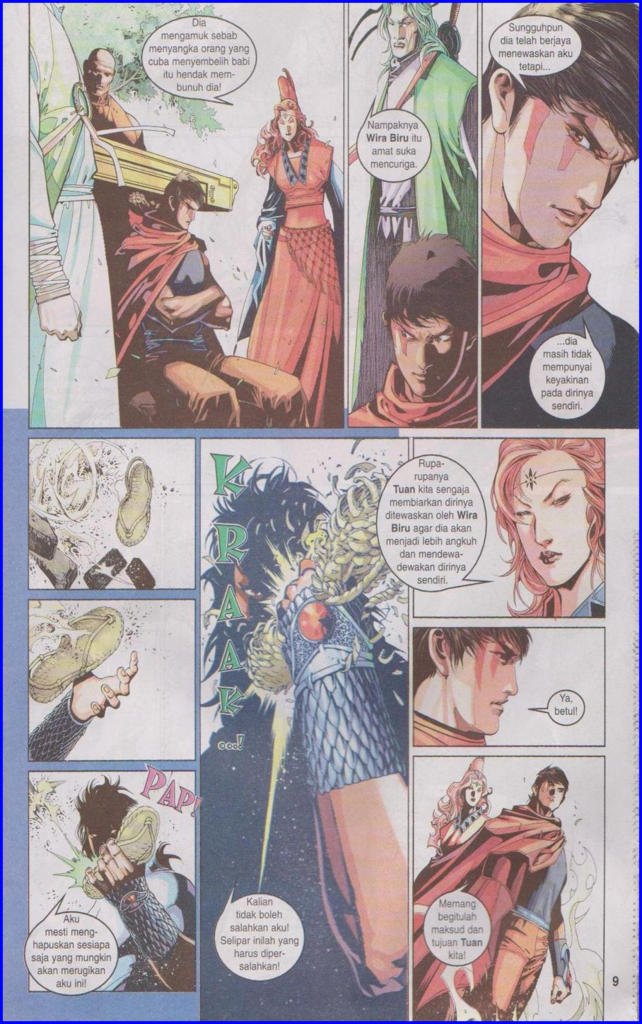 Dia
mengamuk sebab
menyangka orang yang
cuba menyembelih babi
itu hendak mem-
bunuh dia!
Nampaknya
Wira Biru itu
amat suka
mencuriga.
Sungguhpun
dia telah berjaya
menewaskan aku
tetapi...
...dia
masih tidak
mempunyai
keyakinan
pada dirinya
sendiri.
KRAAK
...!
Rupa-
rupanya
Tuan kita sengaja
membiarkan dirinya
ditewaskan oleh Wira
Biru agar dia akan
menjadi lebih angkuh
dan mendewa-
dewakan dirinya
sendiri.
Ya,
betul!
PAP!
Aku
mesti meng-
hapuskan sesiapa
saja yang mungkin
akan merugikan
aku ini!
Kalian
tidak boleh
salahkan aku!
Selipar inilah yang
harus diper-
salahkan!
Memang
begitulah
maksud dan
tujuan Tuan
kita!
9